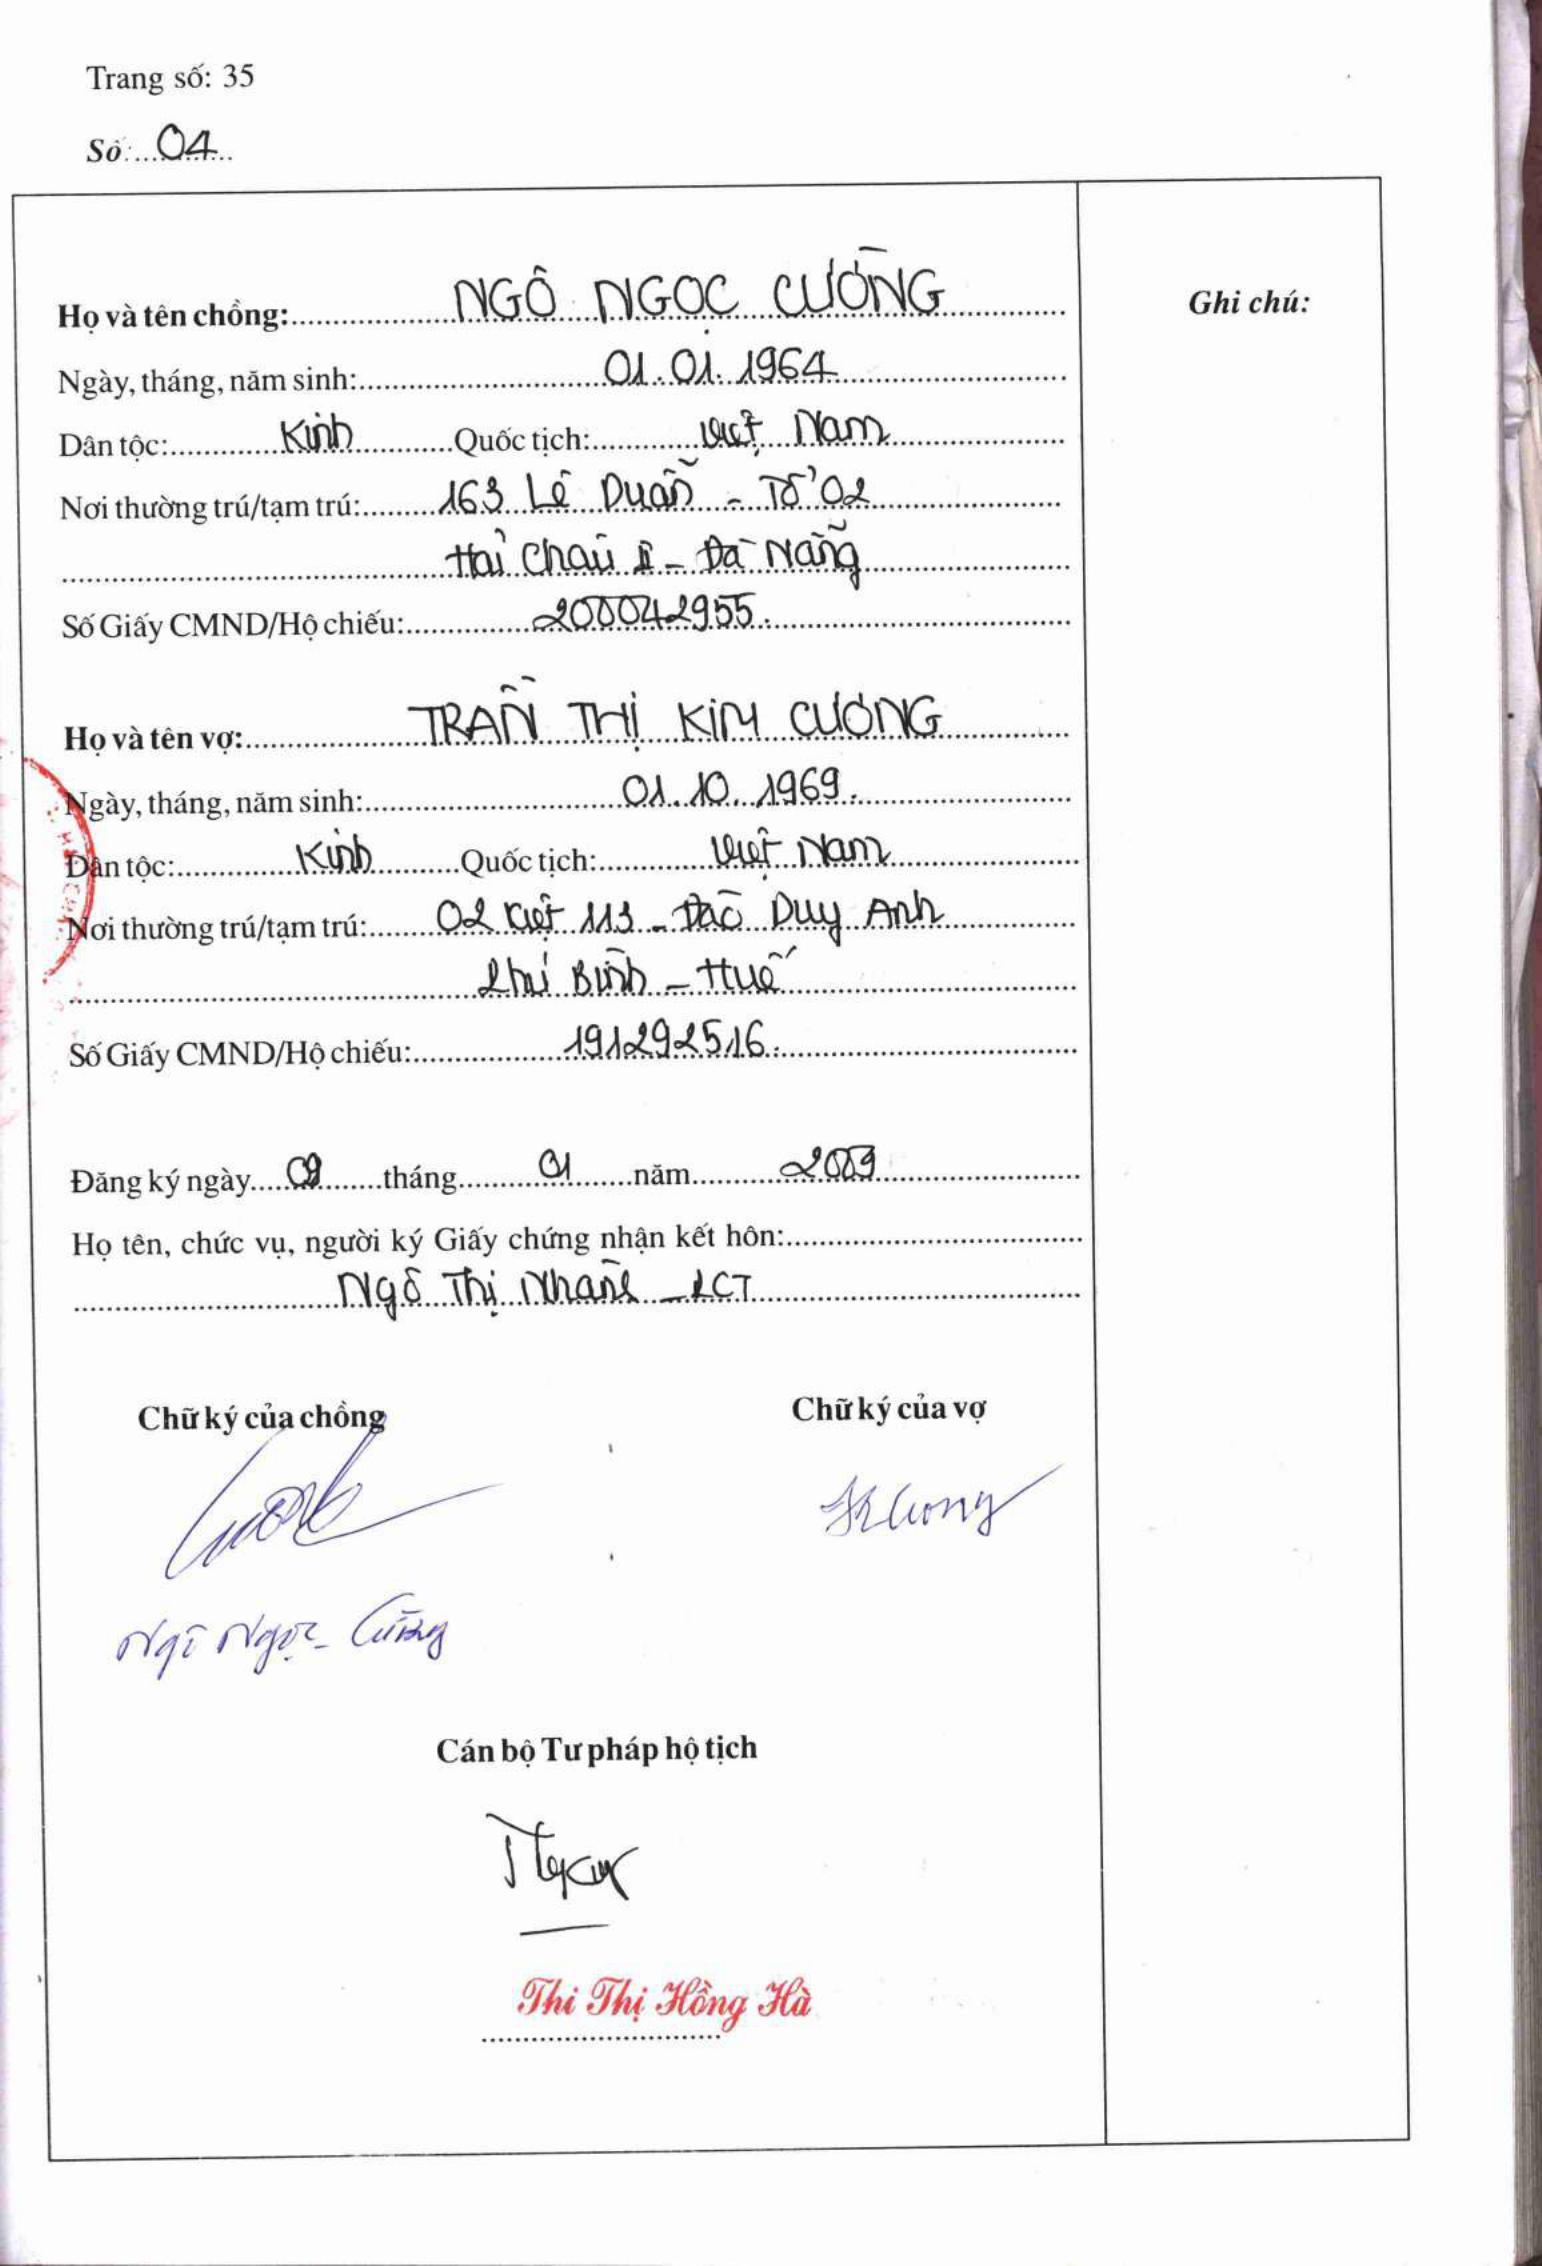 Trang số: 35
Số: 04
Họ và tên chồng: NGÔ NGỌC CƯỜNG
Ghi chú:
Ngày, tháng, năm sinh: 01.01.1964
Dân tộc: Kinh Quốc tịch: Việt Nam
Nơi thường trú/tạm trú: 163 Lê Duẩn - Tổ 02
Hải Châu II - Đà Nẵng
Số Giấy CMND/Hộ chiếu: 200042955.
Họ và tên vợ: TRẦN THỊ KIM CƯƠNG
Ngày, tháng, năm sinh: 01.10.1969.
Dân tộc: Kinh Quốc tịch: Việt Nam
Nơi thường trú/tạm trú: 02 Kiệt 113 - Đào Duy Anh
Phú Bình - Huế
Số Giấy CMND/Hộ chiếu: 191292516.
Đăng ký ngày tháng 01 năm 2009
Họ tên, chức vụ, người ký Giấy chứng nhận kết hôn:
Ngô Thị Nhạn - PCT
Chữ ký của chồng Chữ ký của vợ
Ngô Ngọc Cường
Cán bộ Tư pháp hộ tịch
Thi Thị Hồng Hà